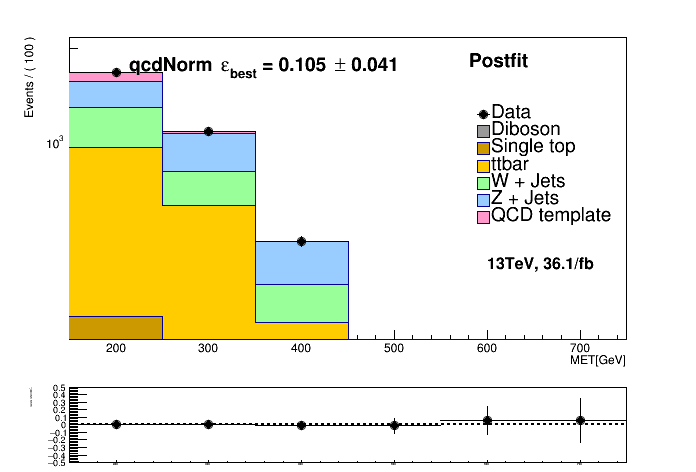 qcdNorm ε_best = 0.105 ± 0.041
Postfit
Events / ( 100 )
10^3
Data
Diboson
Single top
ttbar
W + Jets
Z + Jets
QCD template
13TeV, 36.1/fb
200 300 400 500 600 700
MET[GeV]
0.5
0.4
0.3
0.2
0.1
0
−0.1
−0.2
−0.3
−0.4
−0.5